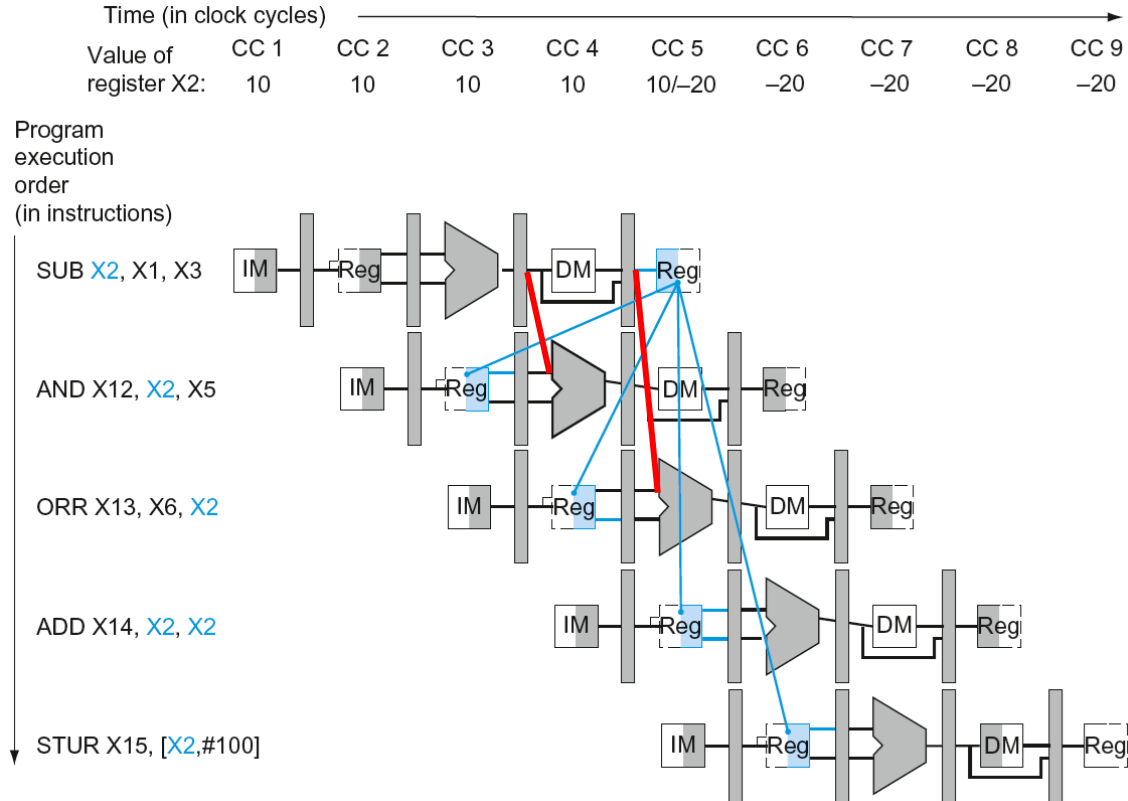 Time (in clock cycles)
Value of register X2:
CC 1 CC 2 CC 3 CC 4 CC 5 CC 6 CC 7 CC 8 CC 9
10 10 10 10 10/–20 –20 –20 –20 –20
Program
execution
order
(in instructions)
SUB X2, X1, X3
IM Reg DM Reg
AND X12, X2, X5
IM Reg DM Reg
ORR X13, X6, X2
IM Reg DM Reg
ADD X14, X2, X2
IM Reg DM Reg
STUR X15, [X2,#100]
IM Reg DM Reg